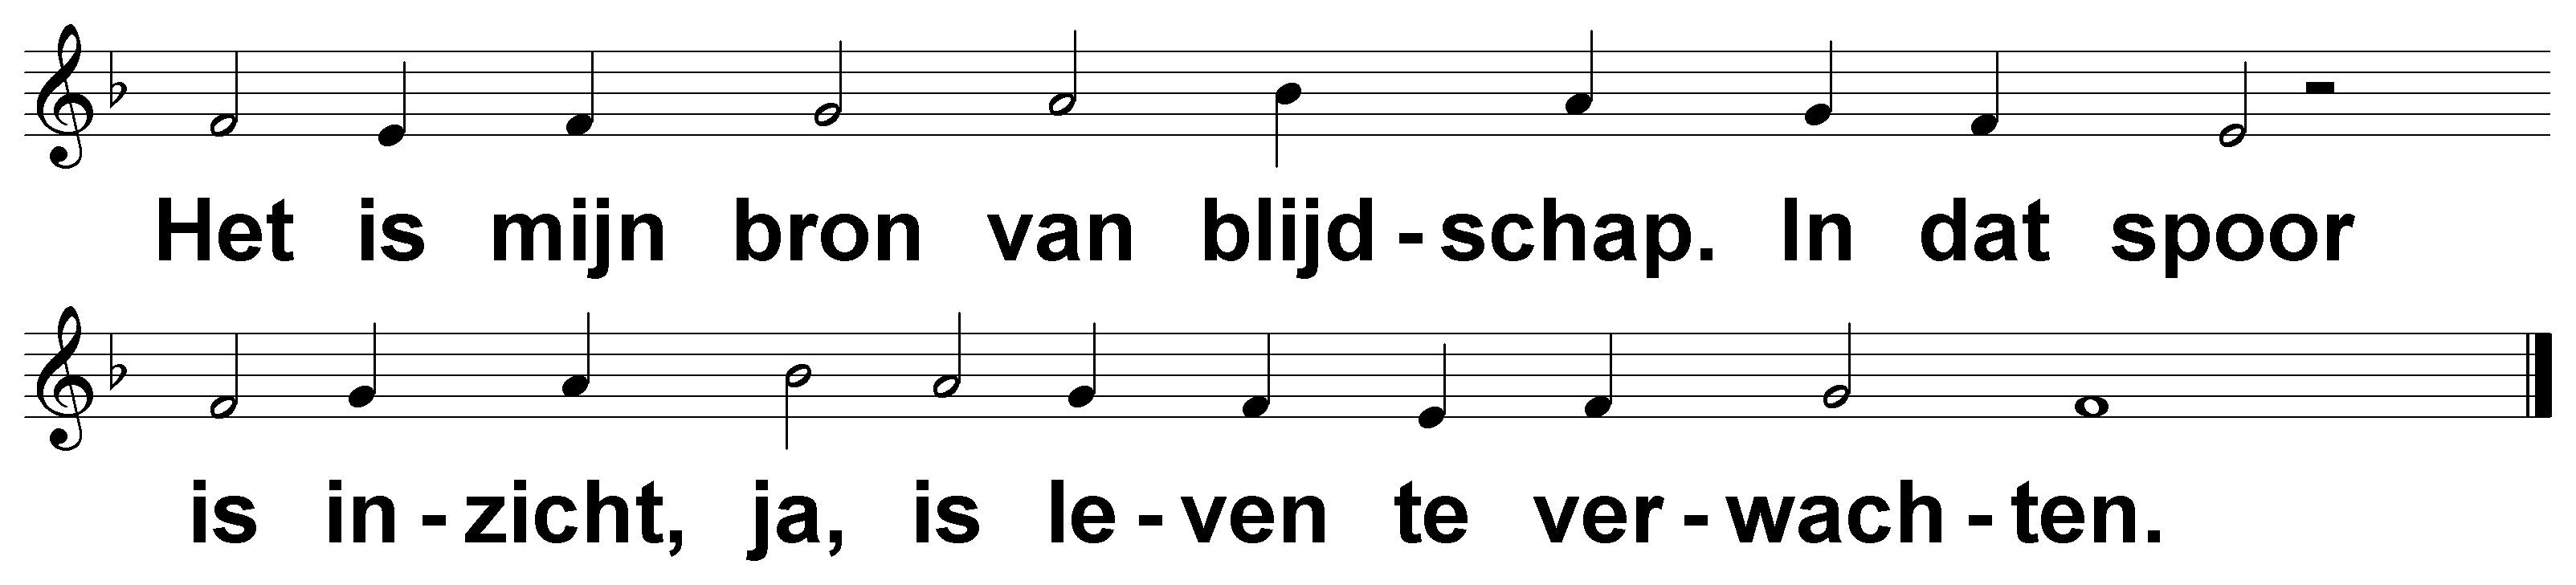 Het is mijn bron van blijd-schap. In dat spoor
is in-zicht, ja, is le-ven te ver-wach-ten.